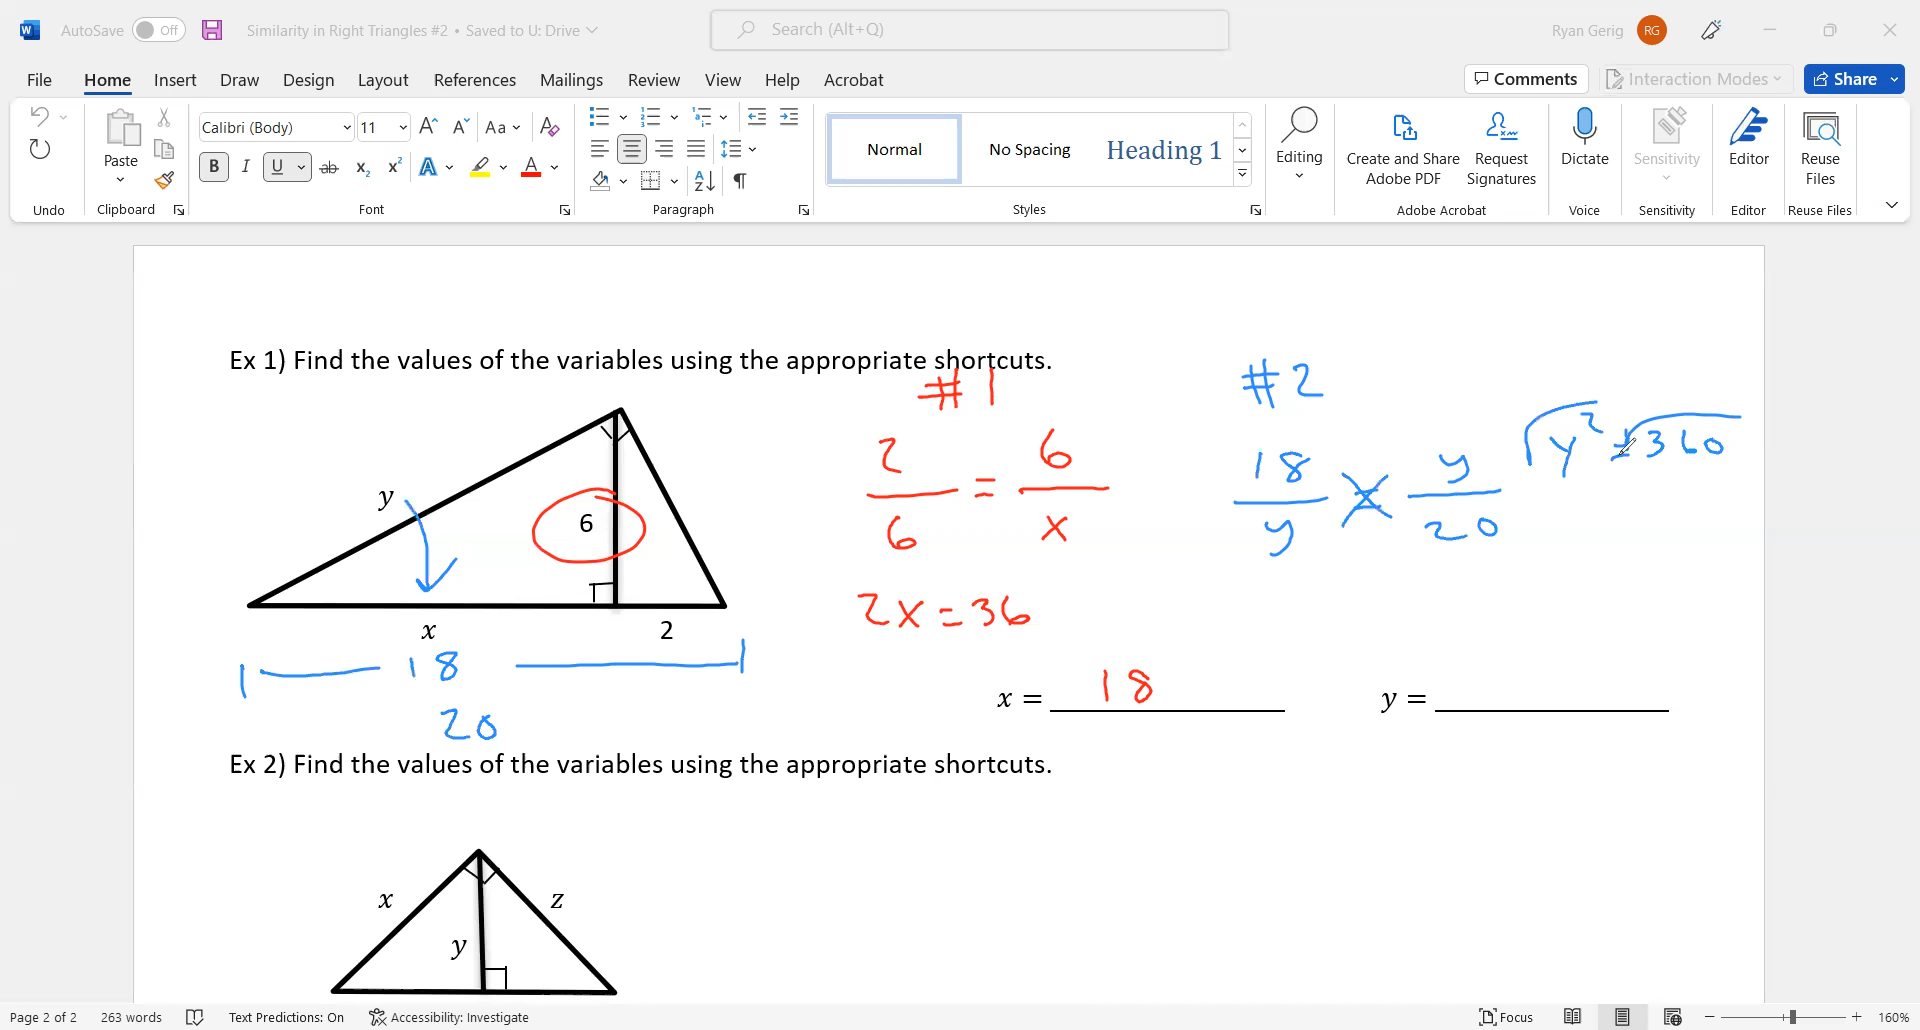 AutoSave Off Similarity in Right Triangles #2 • Saved to U: Drive Search (Alt+Q) Ryan Gerig RG
File Home Insert Draw Design Layout References Mailings Review View Help Acrobat Comments Interaction Modes Share
Calibri (Body) 11 Aa
Paste B I U ab x₂ x² A A
Normal No Spacing Heading 1
Editing Create and Share Adobe PDF Request Signatures Dictate Sensitivity Editor Reuse Files
Undo Clipboard Font Paragraph Styles Adobe Acrobat Voice Sensitivity Editor Reuse Files
Ex 1) Find the values of the variables using the appropriate shortcuts.
#1 #2
y 6 x 2
18
20
2/6 = 6/x
2x = 36
18/y = y/20
√y² = √360
x = 18 y =
Ex 2) Find the values of the variables using the appropriate shortcuts.
x z
y
Page 2 of 2 263 words Text Predictions: On Accessibility: Investigate Focus 160%